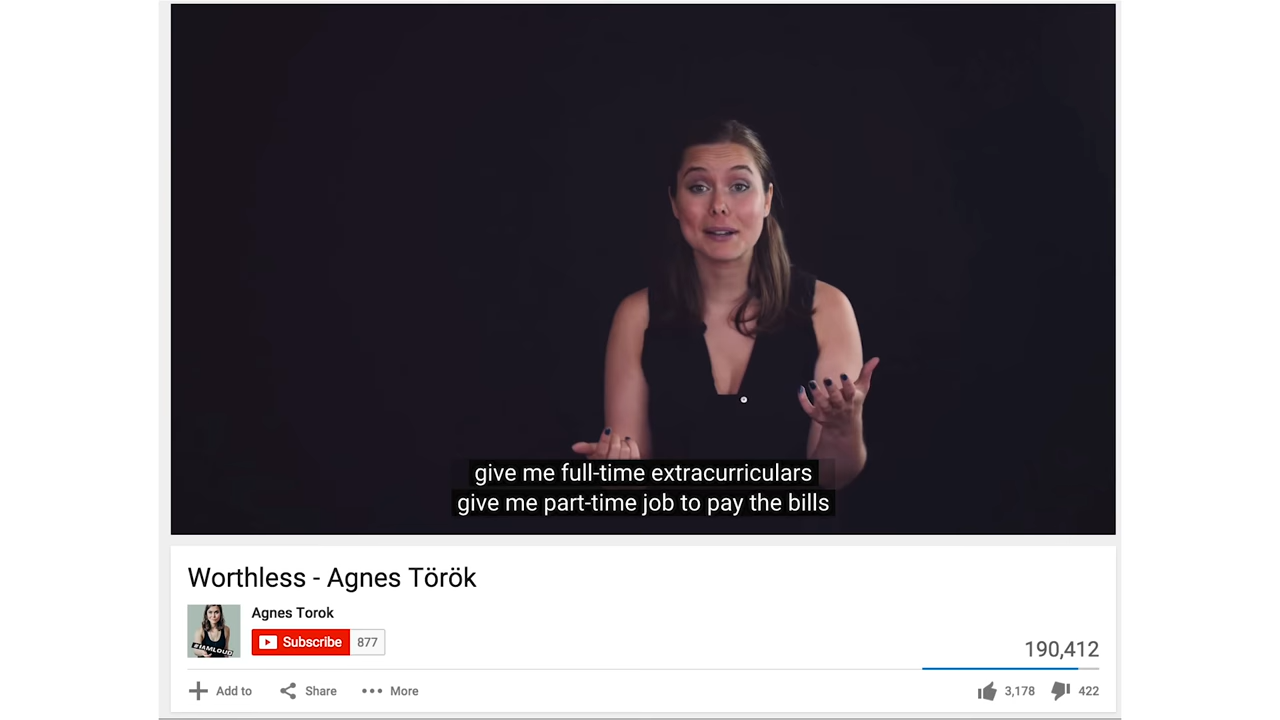 give me full-time extracurriculars
give me part-time job to pay the bills
Worthless - Agnes Török
Agnes Torok
#IAMLOUD
Subscribe 877
190,412
Add to Share More 3,178 422